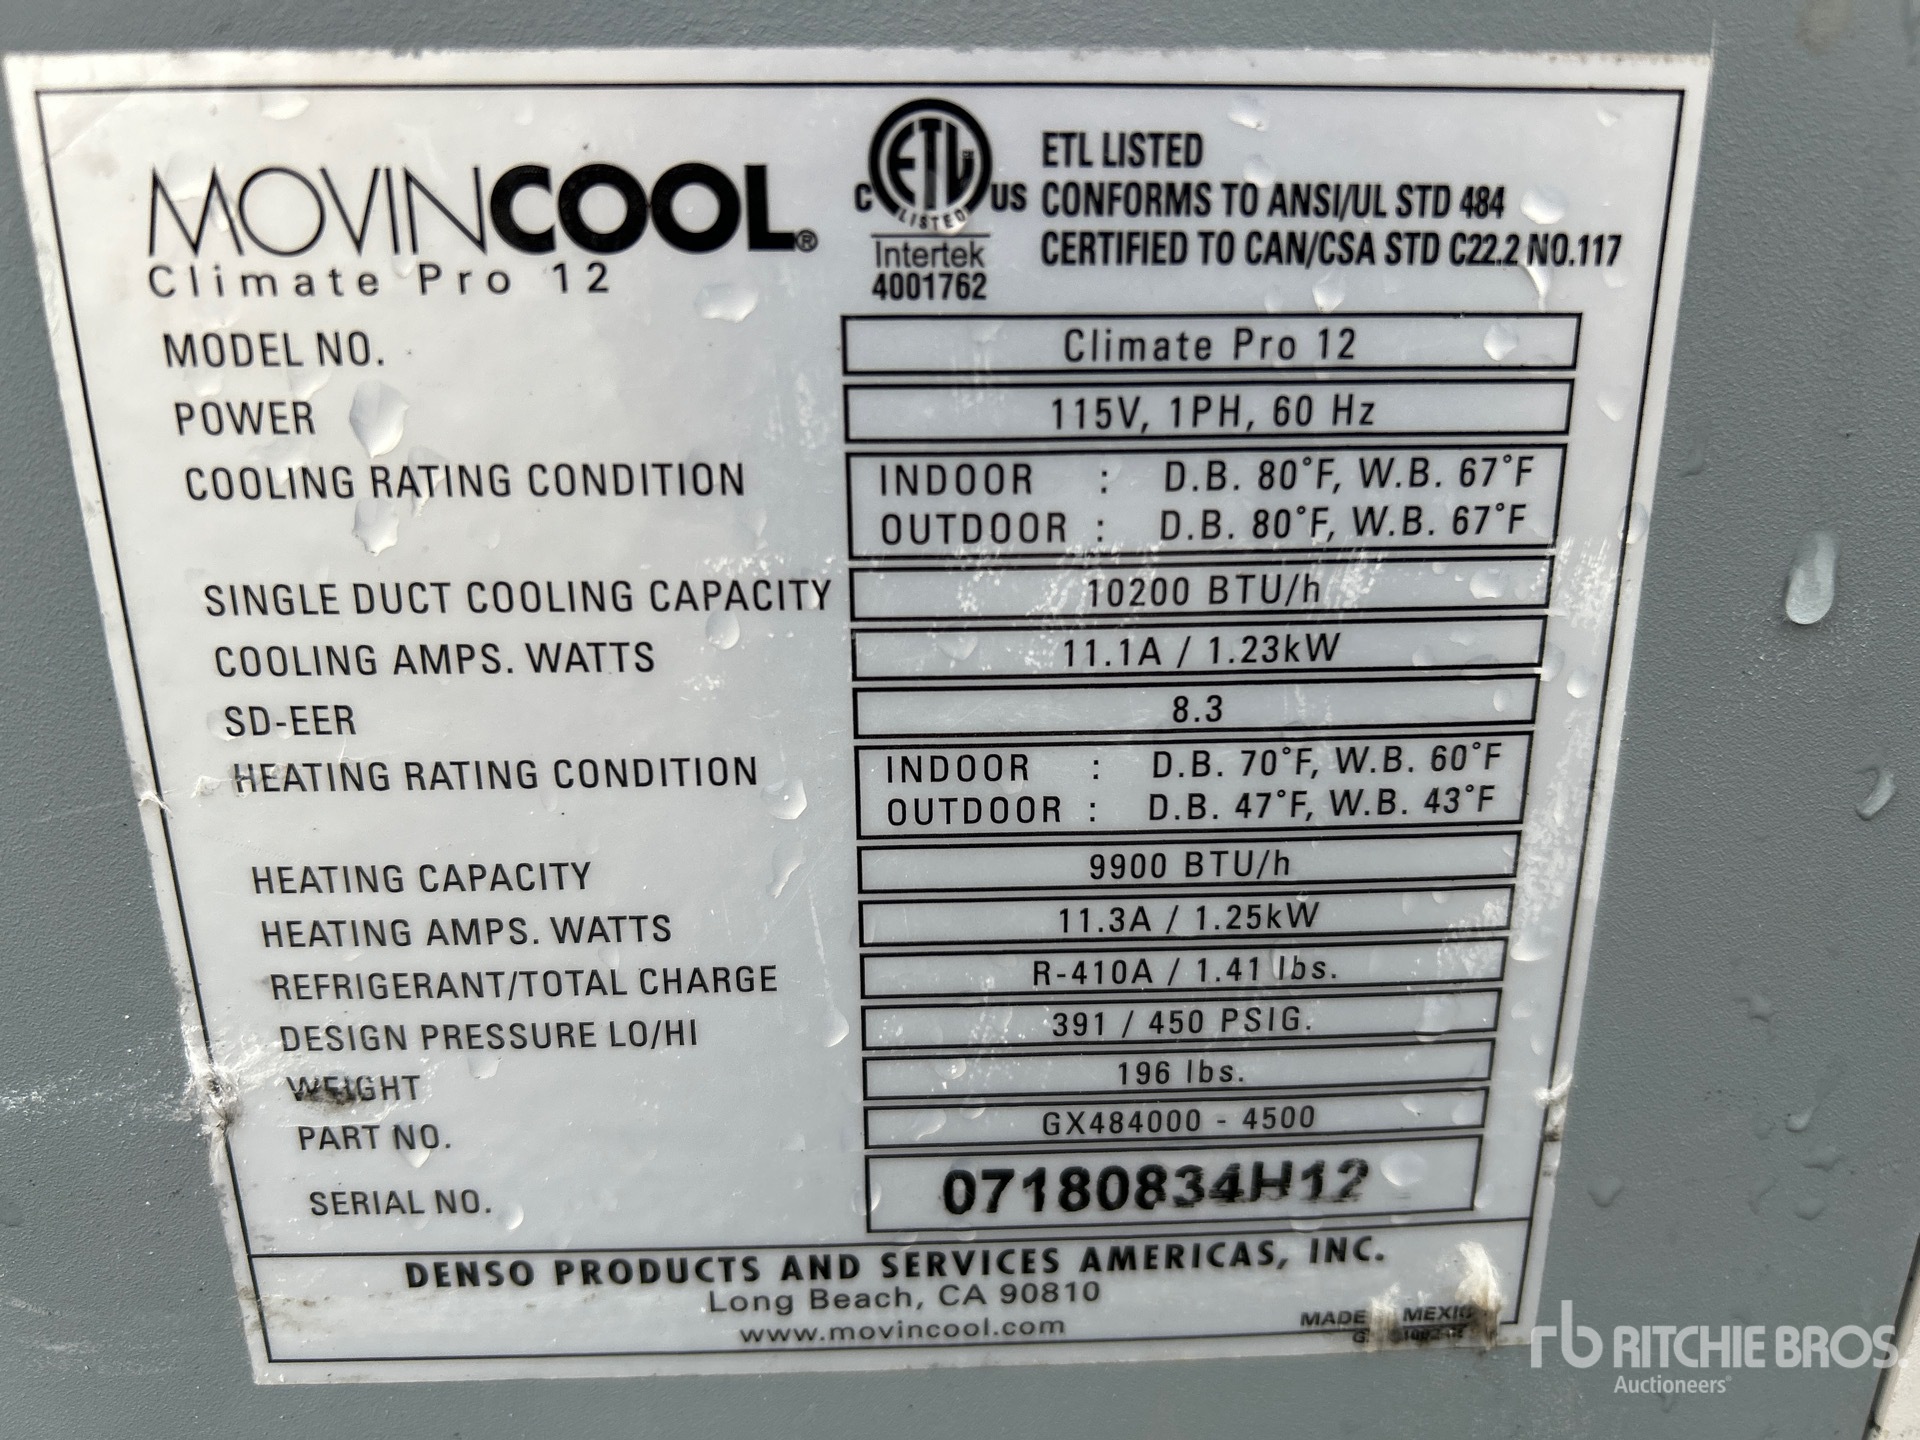 MOVINCOOL®
Climate Pro 12
ETL LISTED
C US
Intertek
4001762
ETL LISTED
CONFORMS TO ANSI/UL STD 484
CERTIFIED TO CAN/CSA STD C22.2 NO.117
MODEL NO. Climate Pro 12
POWER 115V, 1PH, 60 Hz
COOLING RATING CONDITION INDOOR : D.B. 80°F, W.B. 67°F
OUTDOOR : D.B. 80°F, W.B. 67°F
SINGLE DUCT COOLING CAPACITY 10200 BTU/h
COOLING AMPS. WATTS 11.1A / 1.23kW
SD-EER 8.3
HEATING RATING CONDITION INDOOR : D.B. 70°F, W.B. 60°F
OUTDOOR : D.B. 47°F, W.B. 43°F
HEATING CAPACITY 9900 BTU/h
HEATING AMPS. WATTS 11.3A / 1.25kW
REFRIGERANT/TOTAL CHARGE R-410A / 1.41 lbs.
DESIGN PRESSURE LO/HI 391 / 450 PSIG.
WEIGHT 196 lbs.
PART NO. GX484000 - 4500
SERIAL NO. 07180834H12
DENSO PRODUCTS AND SERVICES AMERICAS, INC.
Long Beach, CA 90810
www.movincool.com
MADE MEXICO
rb RITCHIE BROS
Auctioneers